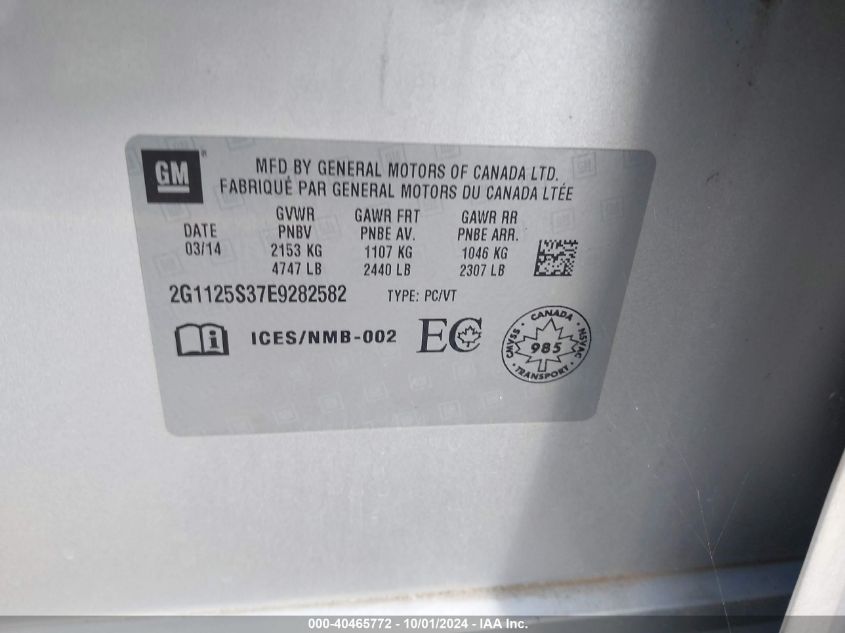 GM ®
MFD BY GENERAL MOTORS OF CANADA LTD.
FABRIQUÉ PAR GENERAL MOTORS DU CANADA LTÉE
DATE
03/14
GVWR
PNBV
2153 KG
4747 LB
GAWR FRT
PNBE AV.
1107 KG
2440 LB
GAWR RR
PNBE ARR.
1046 KG
2307 LB
2G1125S37E9282582 TYPE: PC/VT
i ICES/NMB-002 EC
CANADA
CMVSS 985 NSVAC
TRANSPORT
000-40465772 - 10/01/2024 - IAA Inc.